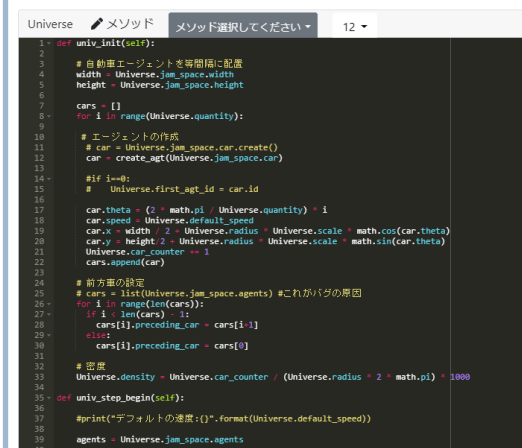 Universe メソッド メソッド選択してください 12
1 def univ_init(self):
2
3 # 自動車エージェントを等間隔に配置
4 width = Universe.jam_space.width
5 height = Universe.jam_space.height
6
7 cars = []
8 for i in range(Universe.quantity):
9
10 # エージェントの作成
11 # car = Universe.jam_space.car.create()
12 car = create_agt(Universe.jam_space.car)
13
14 #if i==0:
15 # Universe.first_agt_id = car.id
16
17 car.theta = (2 * math.pi / Universe.quantity) * i
18 car.speed = Universe.default_speed
19 car.x = width / 2 + Universe.radius * Universe.scale * math.cos(car.theta)
20 car.y = height/2 + Universe.radius * Universe.scale * math.sin(car.theta)
21 Universe.car_counter += 1
22 cars.append(car)
23
24 # 前方車の設定
25 # cars = list(Universe.jam_space.agents) #これがバグの原因
26 for i in range(len(cars)):
27 if i < len(cars) - 1:
28 cars[i].preceding_car = cars[i+1]
29 else:
30 cars[i].preceding_car = cars[0]
31
32 # 密度
33 Universe.density = Universe.car_counter / (Universe.radius * 2 * math.pi) * 1000
34
35 def univ_step_begin(self):
36
37 #print("デフォルトの速度:{}".format(Universe.default_speed))
38
39 agents = Universe.jam_space.agents